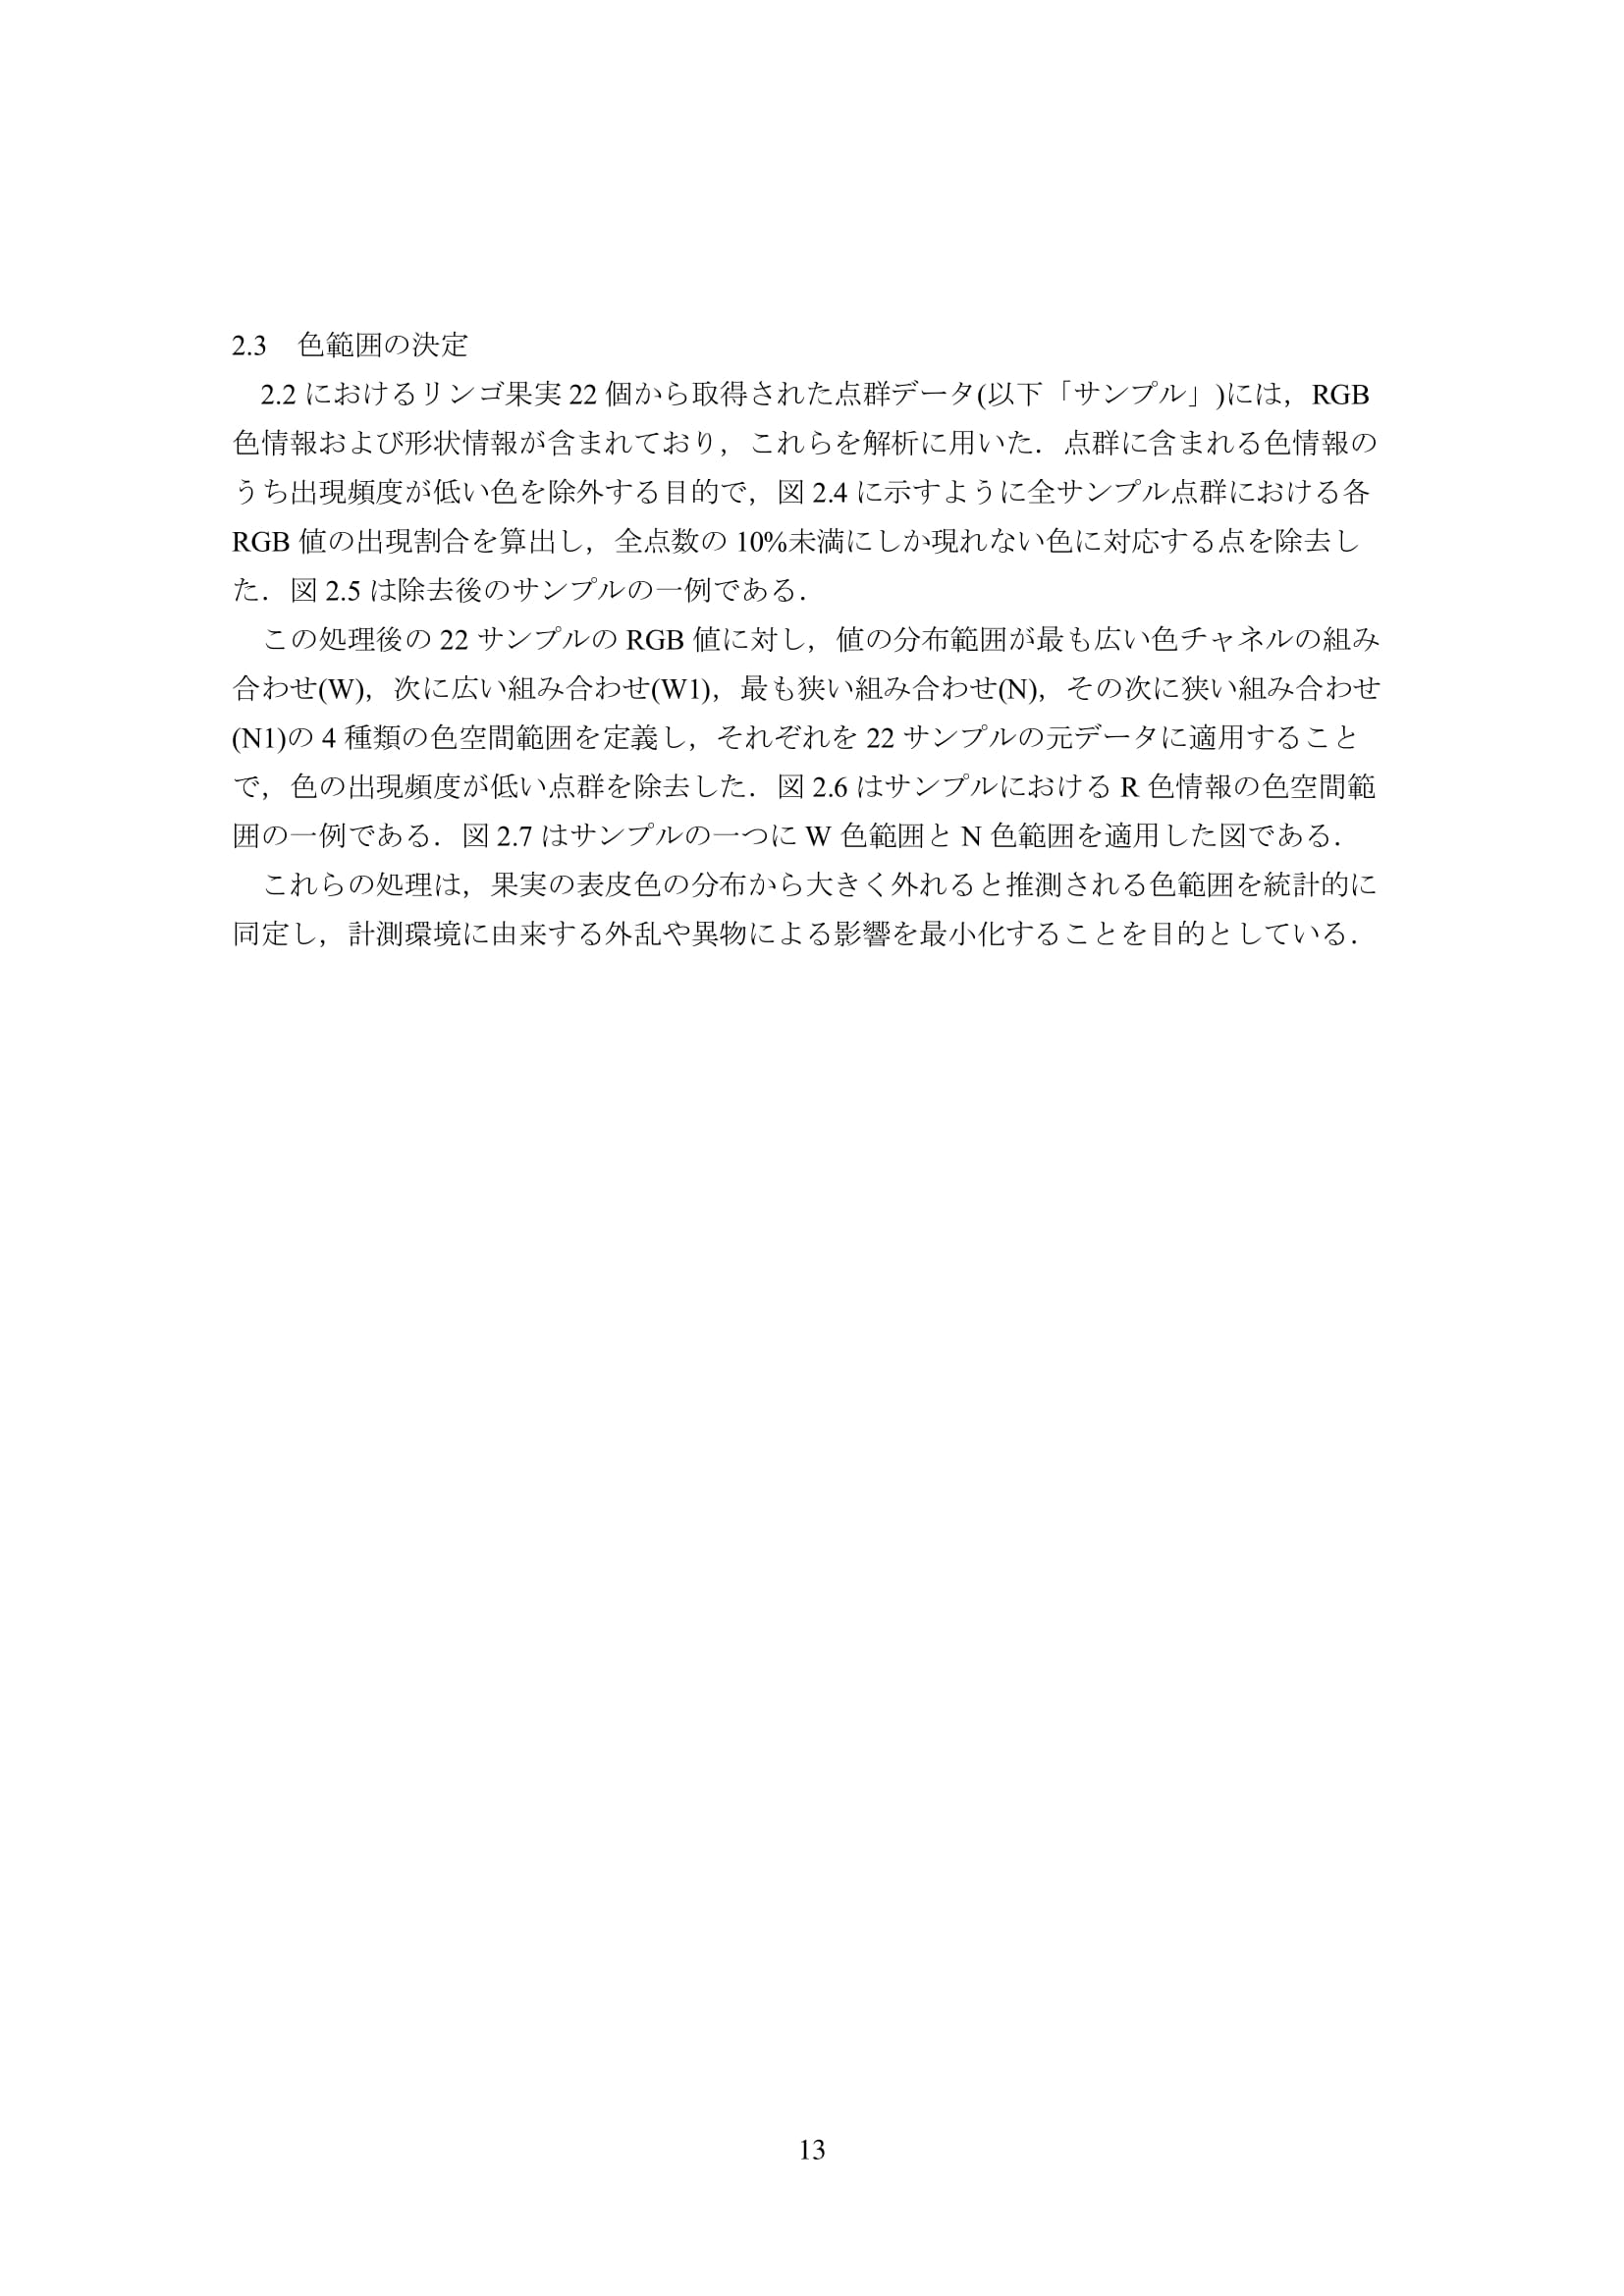 2.3　色範囲の決定
2.2 におけるリンゴ果実 22 個から取得された点群データ(以下「サンプル」)には，RGB
色情報および形状情報が含まれており，これらを解析に用いた．点群に含まれる色情報の
うち出現頻度が低い色を除外する目的で，図 2.4 に示すように全サンプル点群における各
RGB 値の出現割合を算出し，全点数の 10%未満にしか現れない色に対応する点を除去し
た．図 2.5 は除去後のサンプルの一例である．
この処理後の 22 サンプルの RGB 値に対し，値の分布範囲が最も広い色チャネルの組み
合わせ(W)，次に広い組み合わせ(W1)，最も狭い組み合わせ(N)，その次に狭い組み合わせ
(N1)の 4 種類の色空間範囲を定義し，それぞれを 22 サンプルの元データに適用すること
で，色の出現頻度が低い点群を除去した．図 2.6 はサンプルにおける R 色情報の色空間範
囲の一例である．図 2.7 はサンプルの一つに W 色範囲と N 色範囲を適用した図である．
これらの処理は，果実の表皮色の分布から大きく外れると推測される色範囲を統計的に
同定し，計測環境に由来する外乱や異物による影響を最小化することを目的としている．
13